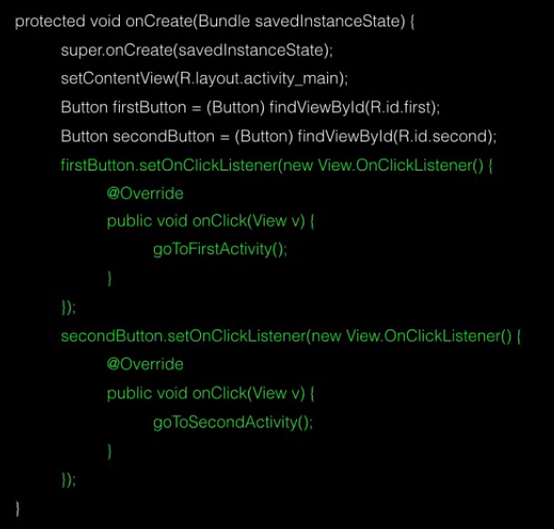 protected void onCreate(Bundle savedInstanceState) {
super.onCreate(savedInstanceState);
setContentView(R.layout.activity_main);
Button firstButton = (Button) findViewById(R.id.first);
Button secondButton = (Button) findViewById(R.id.second);
firstButton.setOnClickListener(new View.OnClickListener() {
@Override
public void onClick(View v) {
goToFirstActivity();
}
});
secondButton.setOnClickListener(new View.OnClickListener() {
@Override
public void onClick(View v) {
goToSecondActivity();
}
});
}